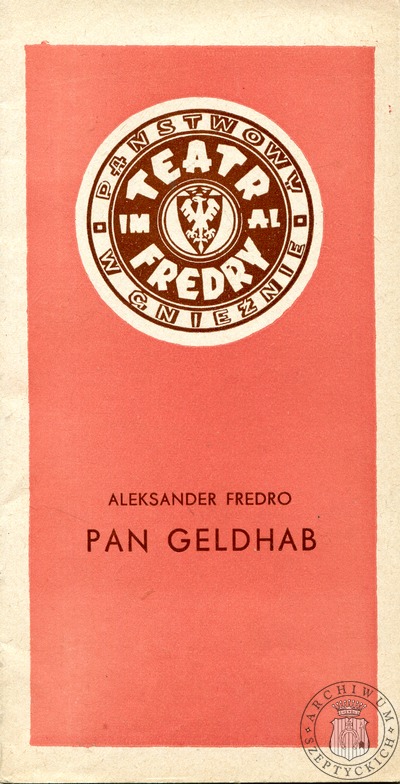 PAŃSTWOWY
TEATR
IM AL
FREDRY
W GNIEŹNIE
ALEKSANDER FREDRO
PAN GELDHAB
ARCHIWUM
SZEPTYCKICH